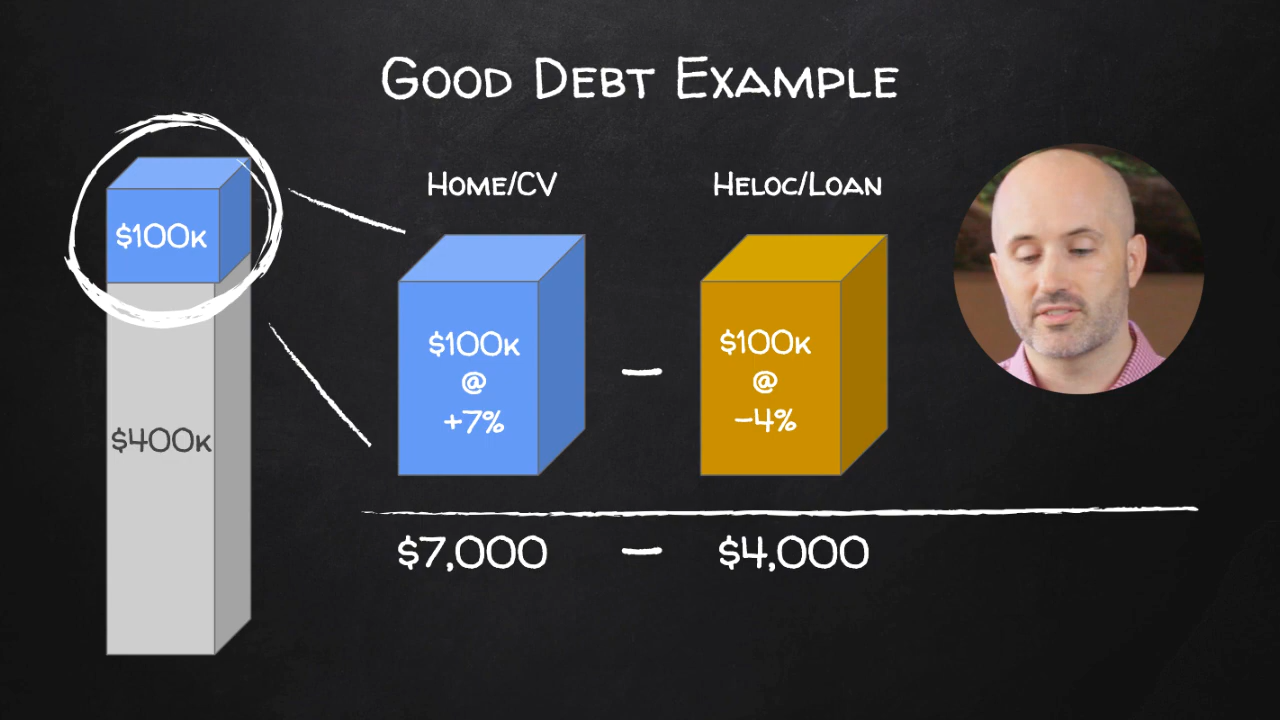 Good Debt Example
Home/CV
Heloc/Loan
$100k
$100k
@
+7%
–
$100k
@
-4%
$400k
$7,000 – $4,000